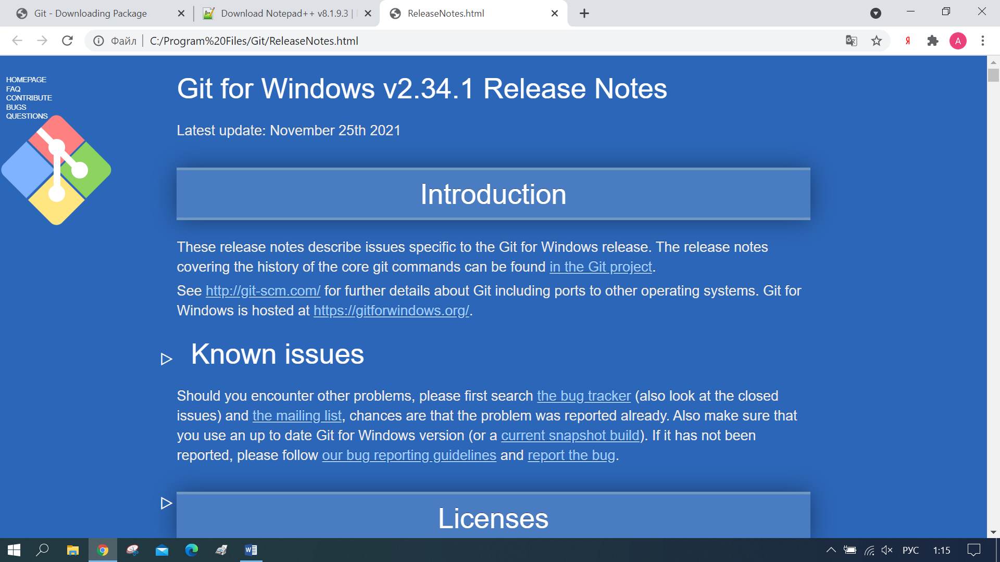 Git - Downloading Package
Download Notepad++ v8.1.9.3 |
ReleaseNotes.html
Файл
C:/Program%20Files/Git/ReleaseNotes.html
Я
A
HOMEPAGE
FAQ
CONTRIBUTE
BUGS
QUESTIONS
Git for Windows v2.34.1 Release Notes
Latest update: November 25th 2021
Introduction
These release notes describe issues specific to the Git for Windows release. The release notes
covering the history of the core git commands can be found in the Git project.
See http://git-scm.com/ for further details about Git including ports to other operating systems. Git for
Windows is hosted at https://gitforwindows.org/.
Known issues
Should you encounter other problems, please first search the bug tracker (also look at the closed
issues) and the mailing list, chances are that the problem was reported already. Also make sure that
you use an up to date Git for Windows version (or a current snapshot build). If it has not been
reported, please follow our bug reporting guidelines and report the bug.
Licenses
W
РУС
1:15